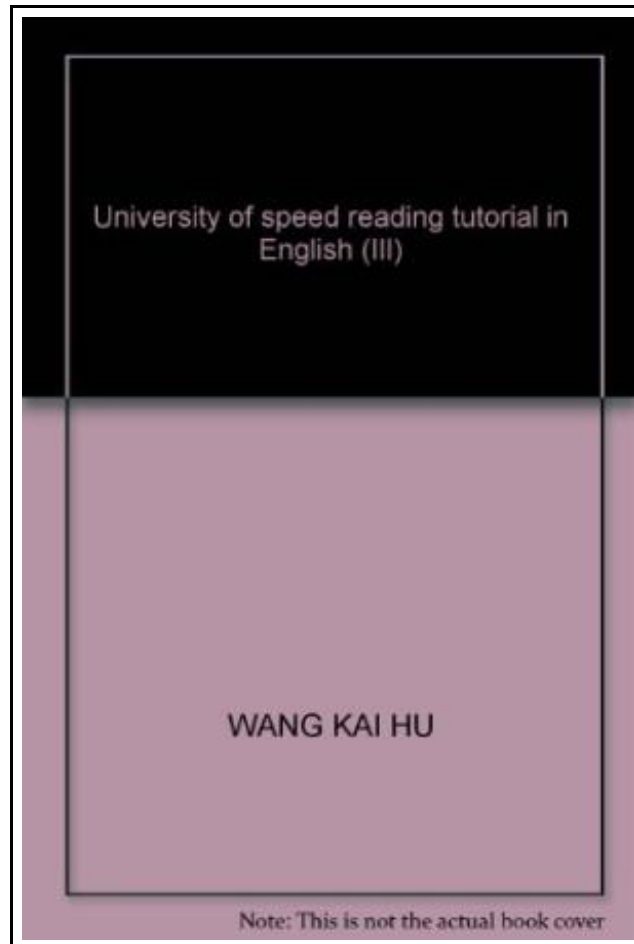 University of speed reading tutorial in
English (III)
WANG KAI HU
Note: This is not the actual book cover